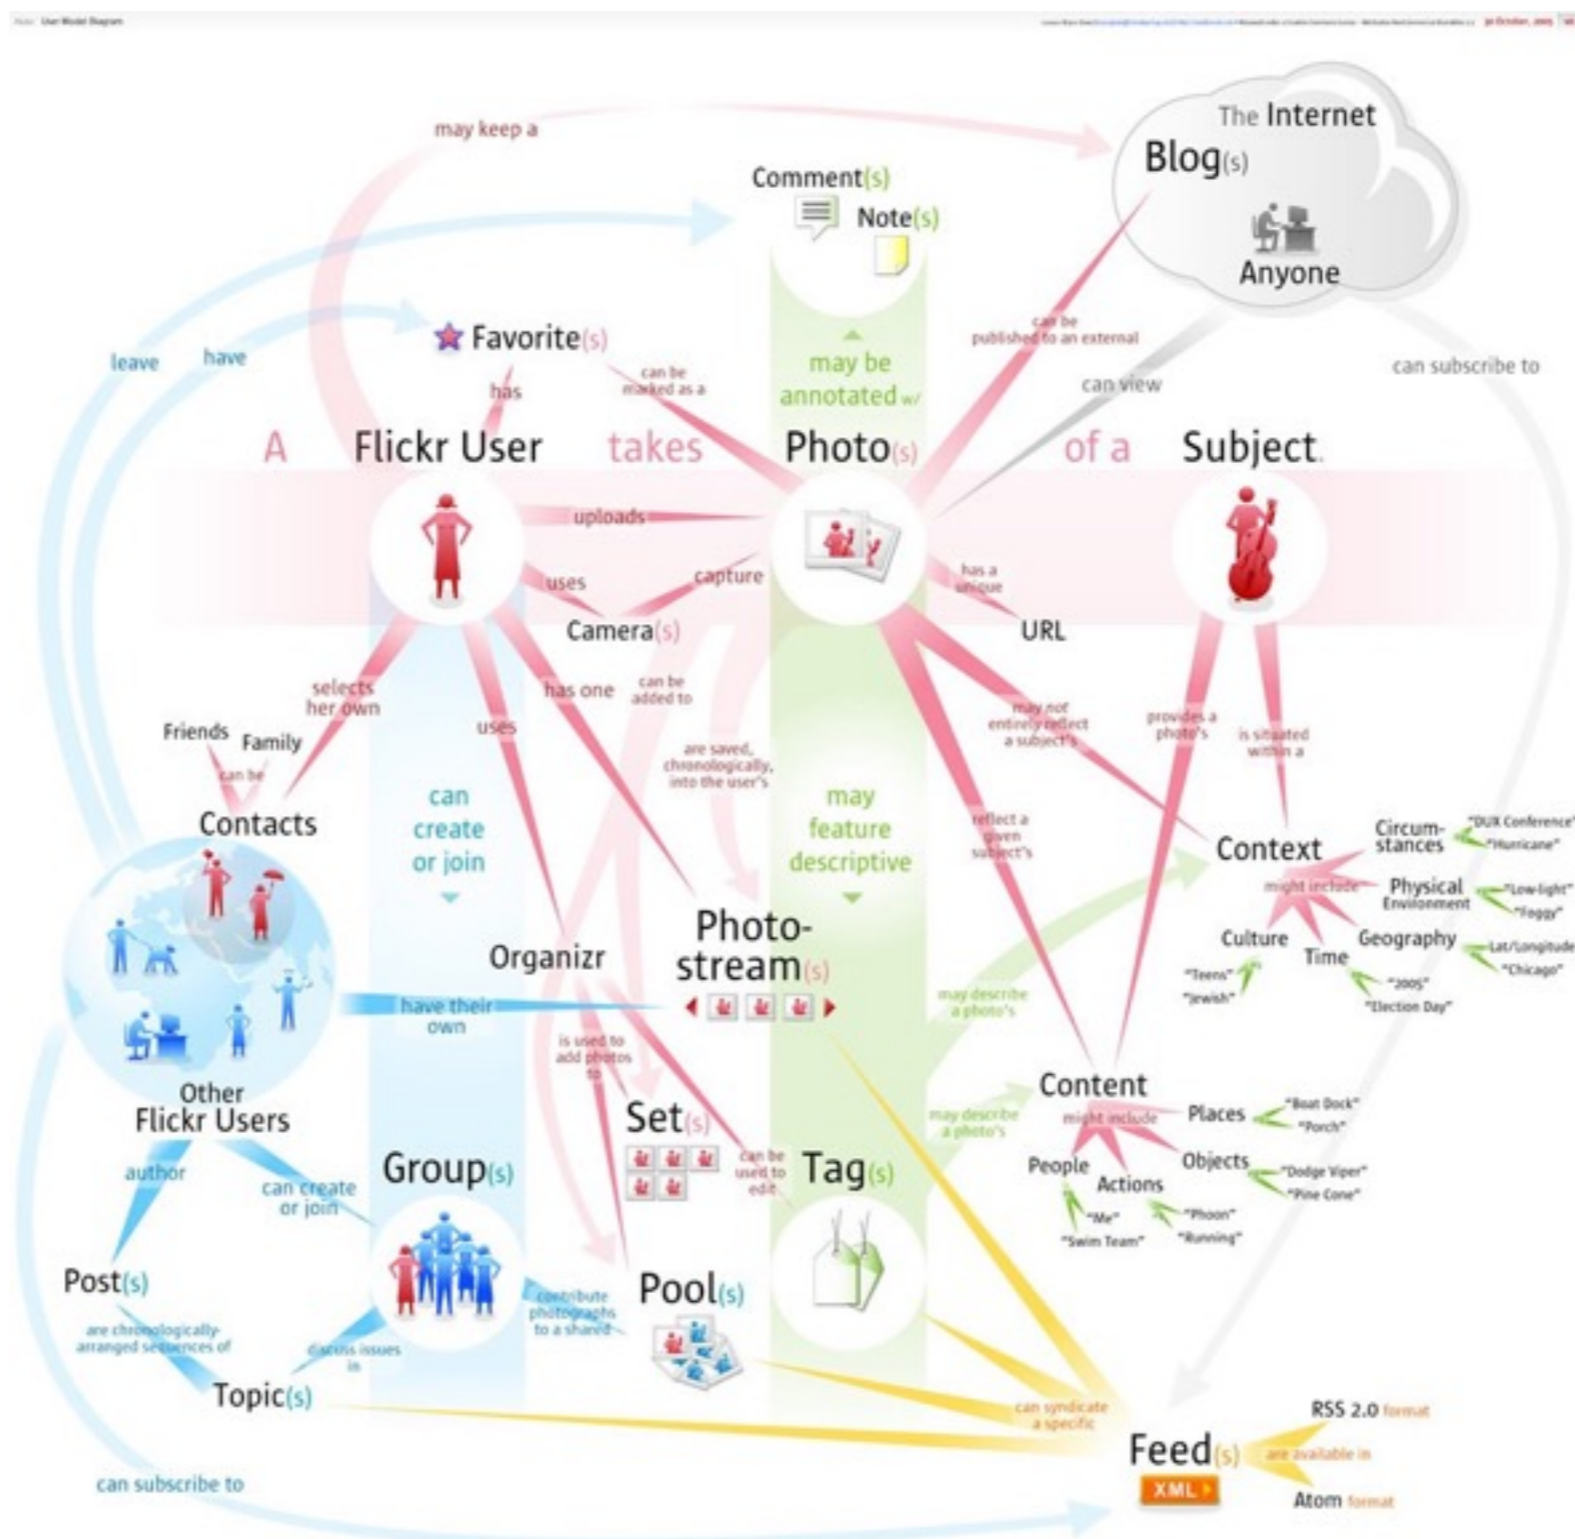 User Model Diagram
30 October, 2005
may keep a
The Internet
Blog(s)
Anyone
Comment(s)
Note(s)
leave
have
Favorite(s)
has
can be
marked as a
may be
annotated w/
can be
published to an external
can view
can subscribe to
A Flickr User takes Photo(s) of a Subject.
uploads
uses
capture
Camera(s)
has a
unique
URL
selects
her own
uses
has one
can be
added to
Friends
Family
can be
Contacts
can
create
or join
are saved,
chronologically,
into the user's
may
feature
descriptive
may not
entirely reflect
a subject's
provides a
photo's
is situated
within a
reflect a
given
subject's
Context
might include
Circum-
stances
"DUX Conference"
"Hurricane"
Physical
Environment
"Low-light"
"Foggy"
Culture
"Teens"
"Jewish"
Time
"2005"
"Election Day"
Geography
Lat/Longitude
"Chicago"
Organizr
Photo-
stream(s)
have their
own
is used to
add photos
to
may describe
a photo's
may describe
a photo's
Content
might include
Places
"Boat Dock"
"Porch"
Objects
"Dodge Viper"
"Pine Cone"
People
"Me"
"Swim Team"
Actions
"Phoon"
"Running"
Other
Flickr Users
author
can create
or join
Group(s)
Set(s)
can be
used to
edit
Tag(s)
Post(s)
are chronologically-
arranged sequences of
discuss issues
in
Topic(s)
contribute
photographs
to a shared
Pool(s)
can syndicate
a specific
Feed(s)
XML
RSS 2.0 format
are available in
Atom format
can subscribe to